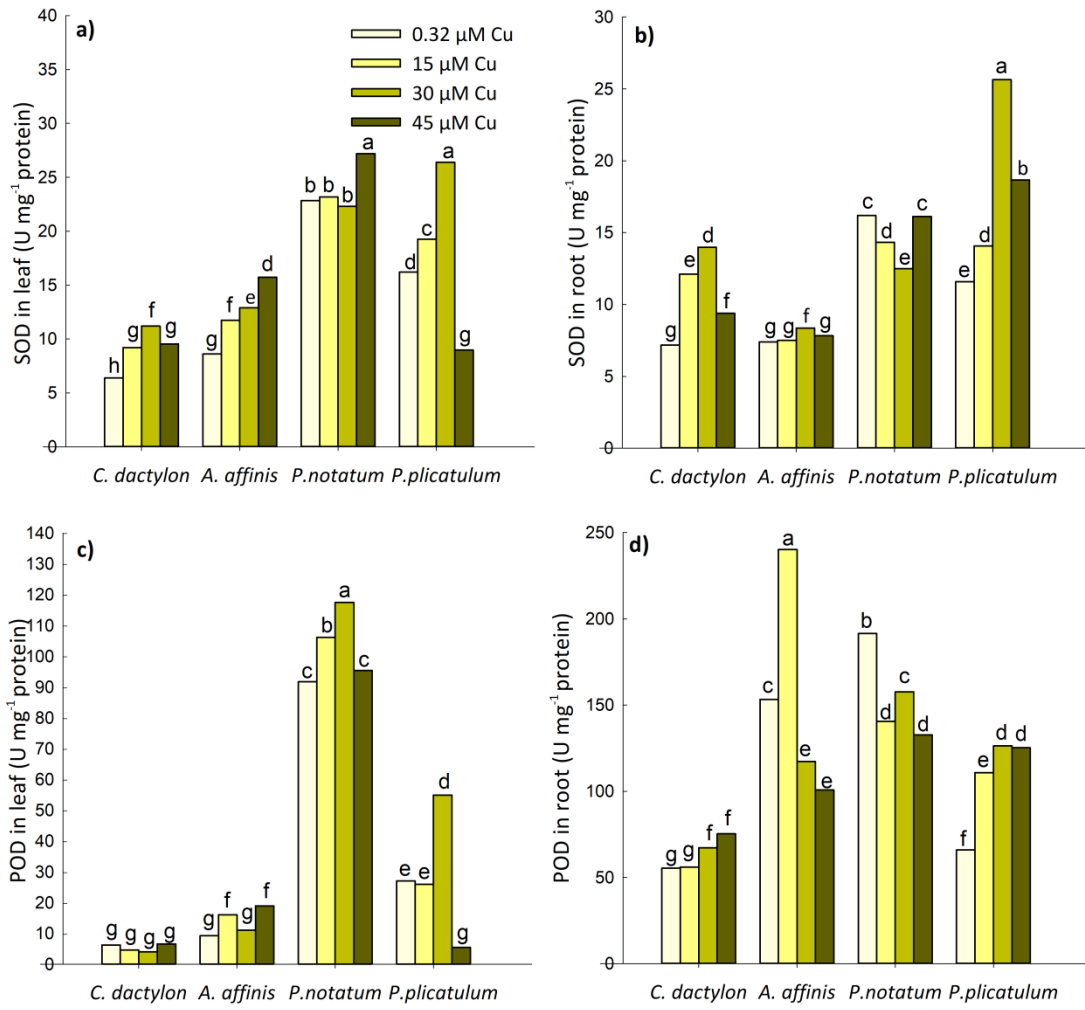 a)
SOD in leaf (U mg⁻¹ protein)
40
35
30
25
20
15
10
5
0
0.32 µM Cu
15 µM Cu
30 µM Cu
45 µM Cu
h g f g
g f e d
b b b a
d c a g
C. dactylon A. affinis P.notatum P.plicatulum
b)
SOD in root (U mg⁻¹ protein)
30
25
20
15
10
5
0
g e d f
g g f g
c d e c
e d a b
C. dactylon A. affinis P.notatum P.plicatulum
c)
POD in leaf (U mg⁻¹ protein)
140
130
120
110
100
90
80
70
60
50
40
30
20
10
0
g g g g
g f g f
c b a c
e e d g
C. dactylon A. affinis P.notatum P.plicatulum
d)
POD in root (U mg⁻¹ protein)
250
200
150
100
50
0
g g f f
c a e e
b d c d
f e d d
C. dactylon A. affinis P.notatum P.plicatulum